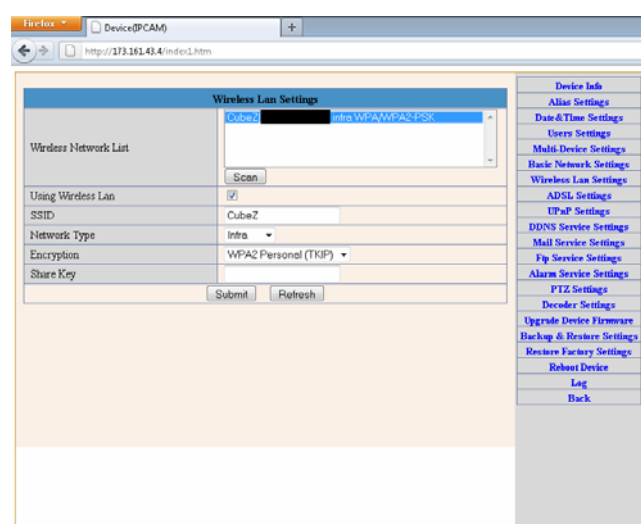 Firefox
Device(IPCAM)
+
http://173.161.43.4/index1.htm
Wireless Lan Settings
Wireless Network List
CubeZ infra WPA/WPA2-PSK
Scan
Using Wireless Lan
SSID
CubeZ
Network Type
Infra
Encryption
WPA2 Personal (TKIP)
Share Key
Submit Refresh
Device Info
Alias Settings
Date&Time Settings
Users Settings
Multi-Device Settings
Basic Network Settings
Wireless Lan Settings
ADSL Settings
UPnP Settings
DDNS Service Settings
Mail Service Settings
Ftp Service Settings
Alarm Service Settings
PTZ Settings
Decoder Settings
Upgrade Device Firmware
Backup & Restore Settings
Restore Factory Settings
Reboot Device
Log
Back